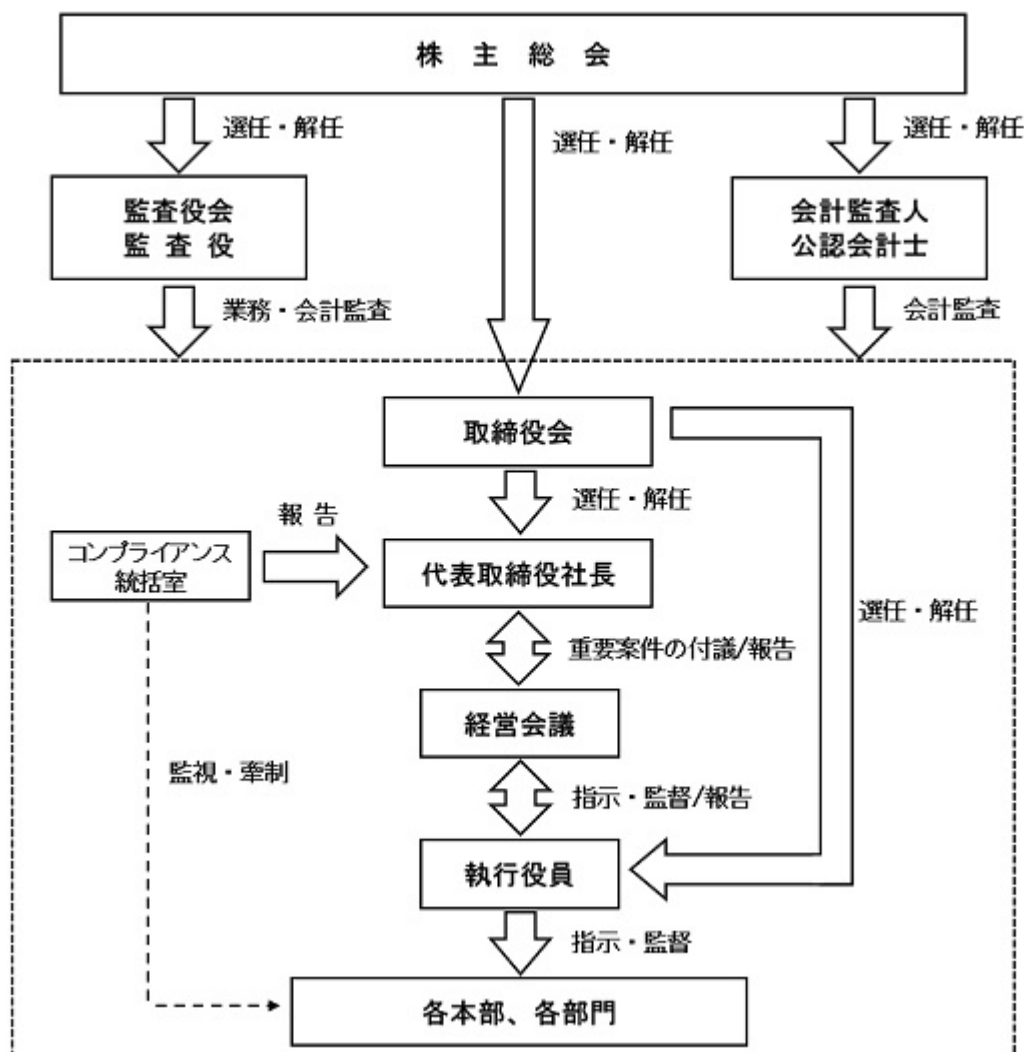 株主総会
選任・解任
選任・解任
選任・解任
監査役会
監査役
会計監査人
公認会計士
業務・会計監査
会計監査
取締役会
選任・解任
報告
コンプライアンス
統括室
代表取締役社長
選任・解任
重要案件の付議/報告
経営会議
監視・牽制
指示・監督/報告
執行役員
指示・監督
各本部、各部門